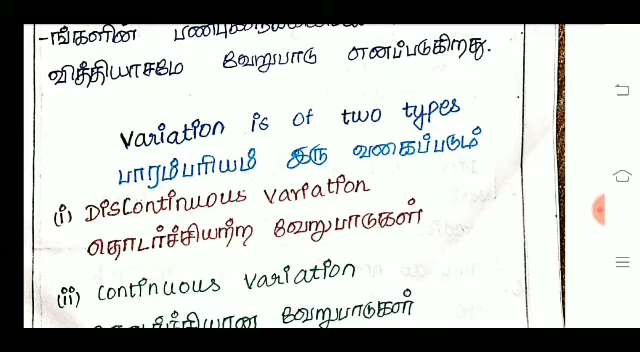 -ங்களின்
வித்தியாசமே வேறுபாடு எனப்படுகிறது.
Variation is of two types
பாரம்பரியம் இரு வகைப்படும்
(i) Discontinuous variation
தொடர்ச்சியற்ற வேறுபாடுகள்
(ii) Continuous variation
தொடர்ச்சியான வேறுபாடுகள்